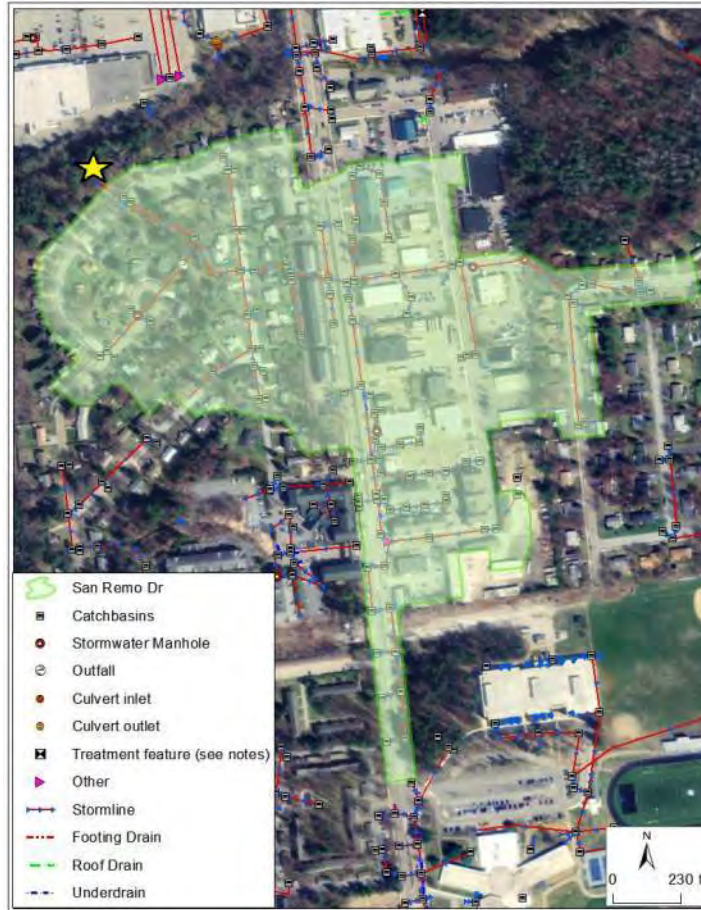 San Remo Dr
Catchbasins
Stormwater Manhole
Outfall
Culvert inlet
Culvert outlet
Treatment feature (see notes)
Other
Stormline
Footing Drain
Roof Drain
Underdrain
N
0 230